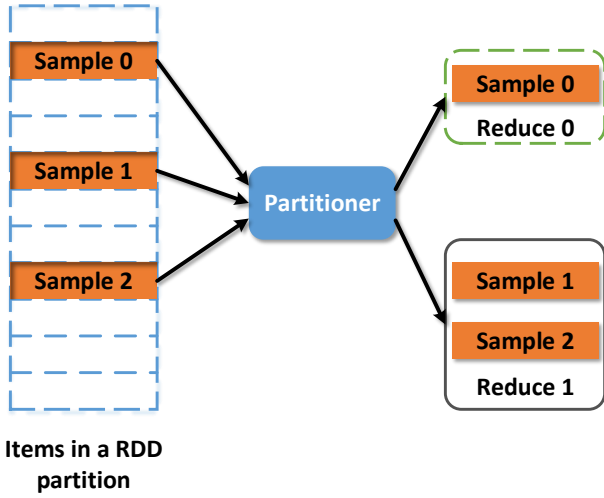 Sample 0
Sample 1
Sample 2
Items in a RDD
partition
Partitioner
Sample 0
Reduce 0
Sample 1
Sample 2
Reduce 1